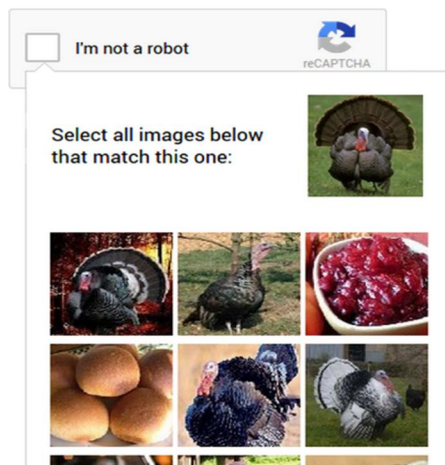 I'm not a robot
reCAPTCHA
Select all images below
that match this one: